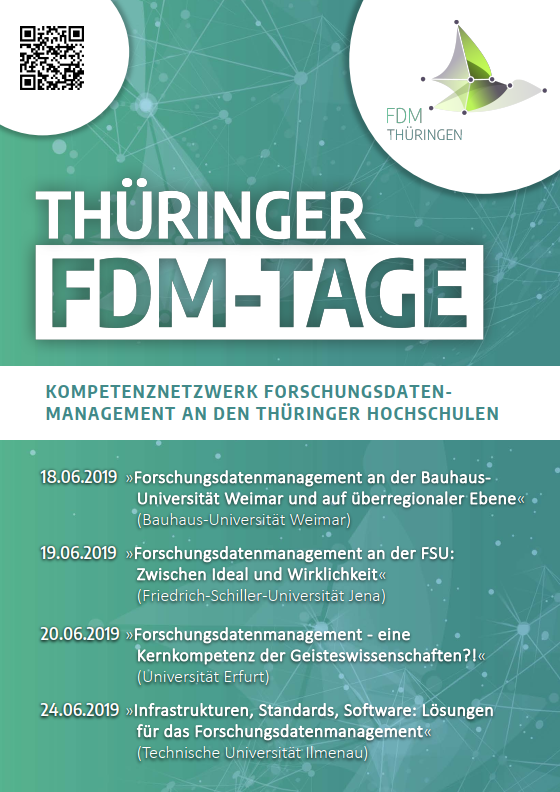 FDM
THÜRINGEN
THÜRINGER
FDM-TAGE
KOMPETENZNETZWERK FORSCHUNGSDATEN-
MANAGEMENT AN DEN THÜRINGER HOCHSCHULEN
18.06.2019 »Forschungsdatenmanagement an der Bauhaus-
Universität Weimar und auf überregionaler Ebene«
(Bauhaus-Universität Weimar)
19.06.2019 »Forschungsdatenmanagement an der FSU:
Zwischen Ideal und Wirklichkeit«
(Friedrich-Schiller-Universität Jena)
20.06.2019 »Forschungsdatenmanagement - eine
Kernkompetenz der Geisteswissenschaften?!«
(Universität Erfurt)
24.06.2019 »Infrastrukturen, Standards, Software: Lösungen
für das Forschungsdatenmanagement«
(Technische Universität Ilmenau)